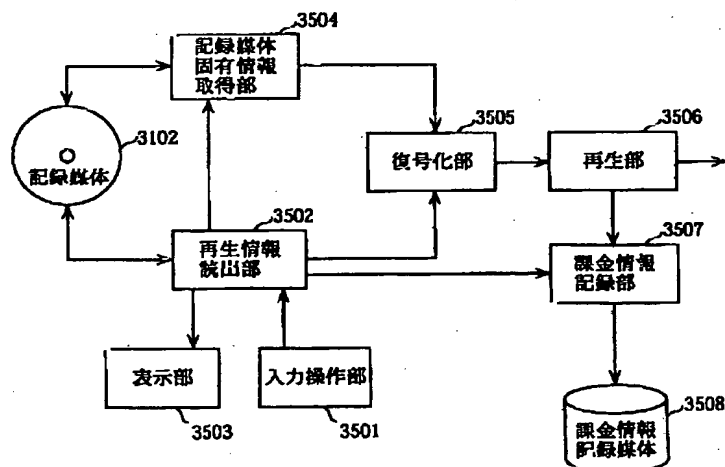 3504
記録媒体
固有情報
取得部
3102
記録媒体
3505
復号化部
3506
再生部
3502
再生情報
読出部
3507
課金情報
記録部
表示部
3503
入力操作部
3501
3508
課金情報
記録媒体